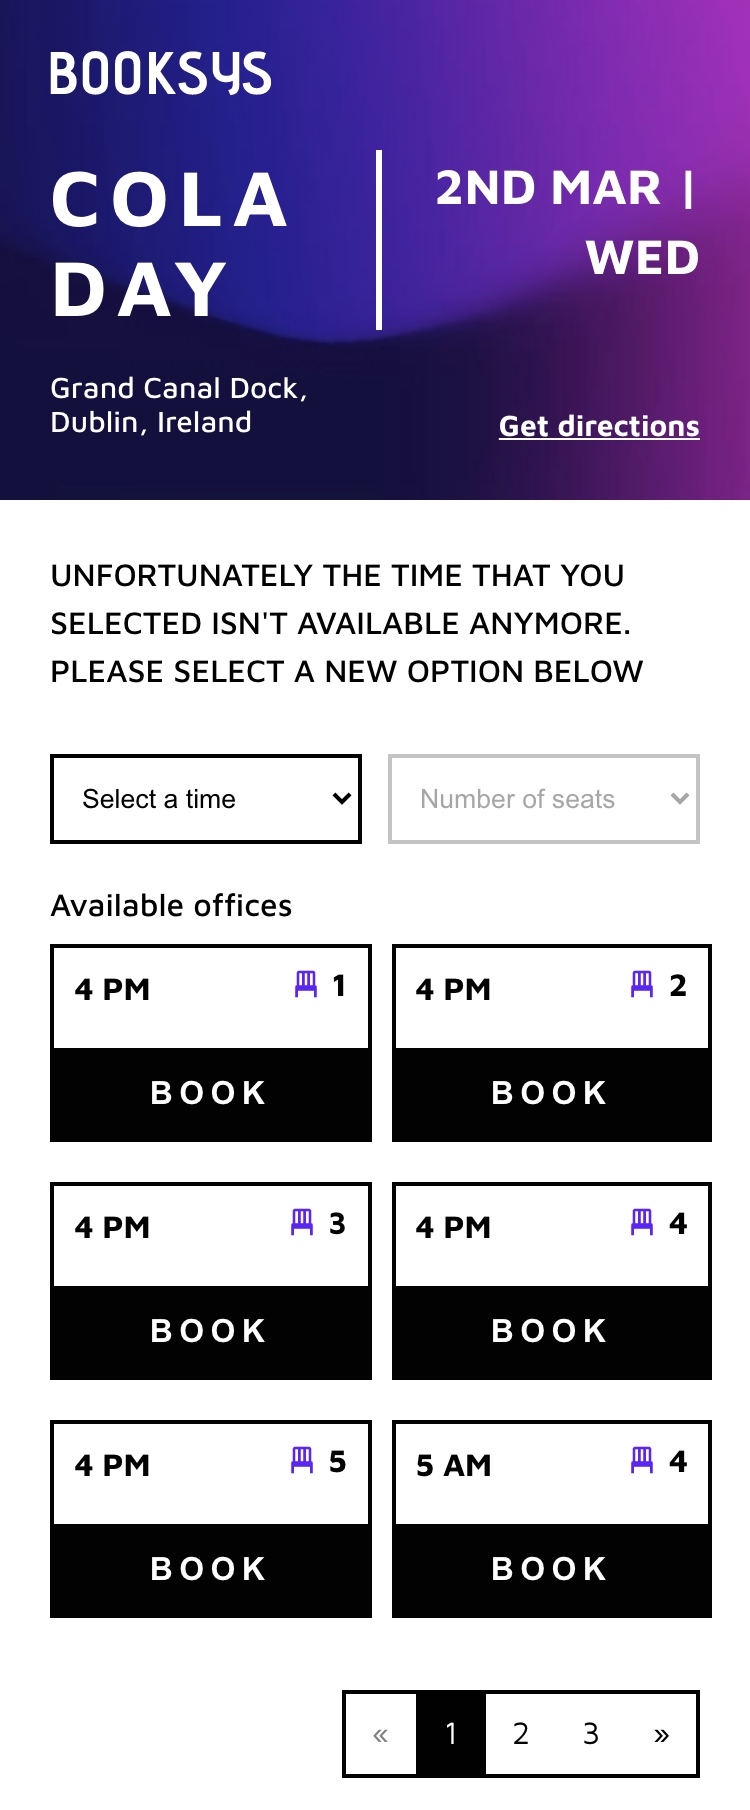 BOOKSYS
COLA
DAY
2ND MAR |
WED
Grand Canal Dock,
Dublin, Ireland
Get directions
UNFORTUNATELY THE TIME THAT YOU
SELECTED ISN'T AVAILABLE ANYMORE.
PLEASE SELECT A NEW OPTION BELOW
Select a time
Number of seats
Available offices
4 PM 1
BOOK
4 PM 2
BOOK
4 PM 3
BOOK
4 PM 4
BOOK
4 PM 5
BOOK
5 AM 4
BOOK
« 1 2 3 »